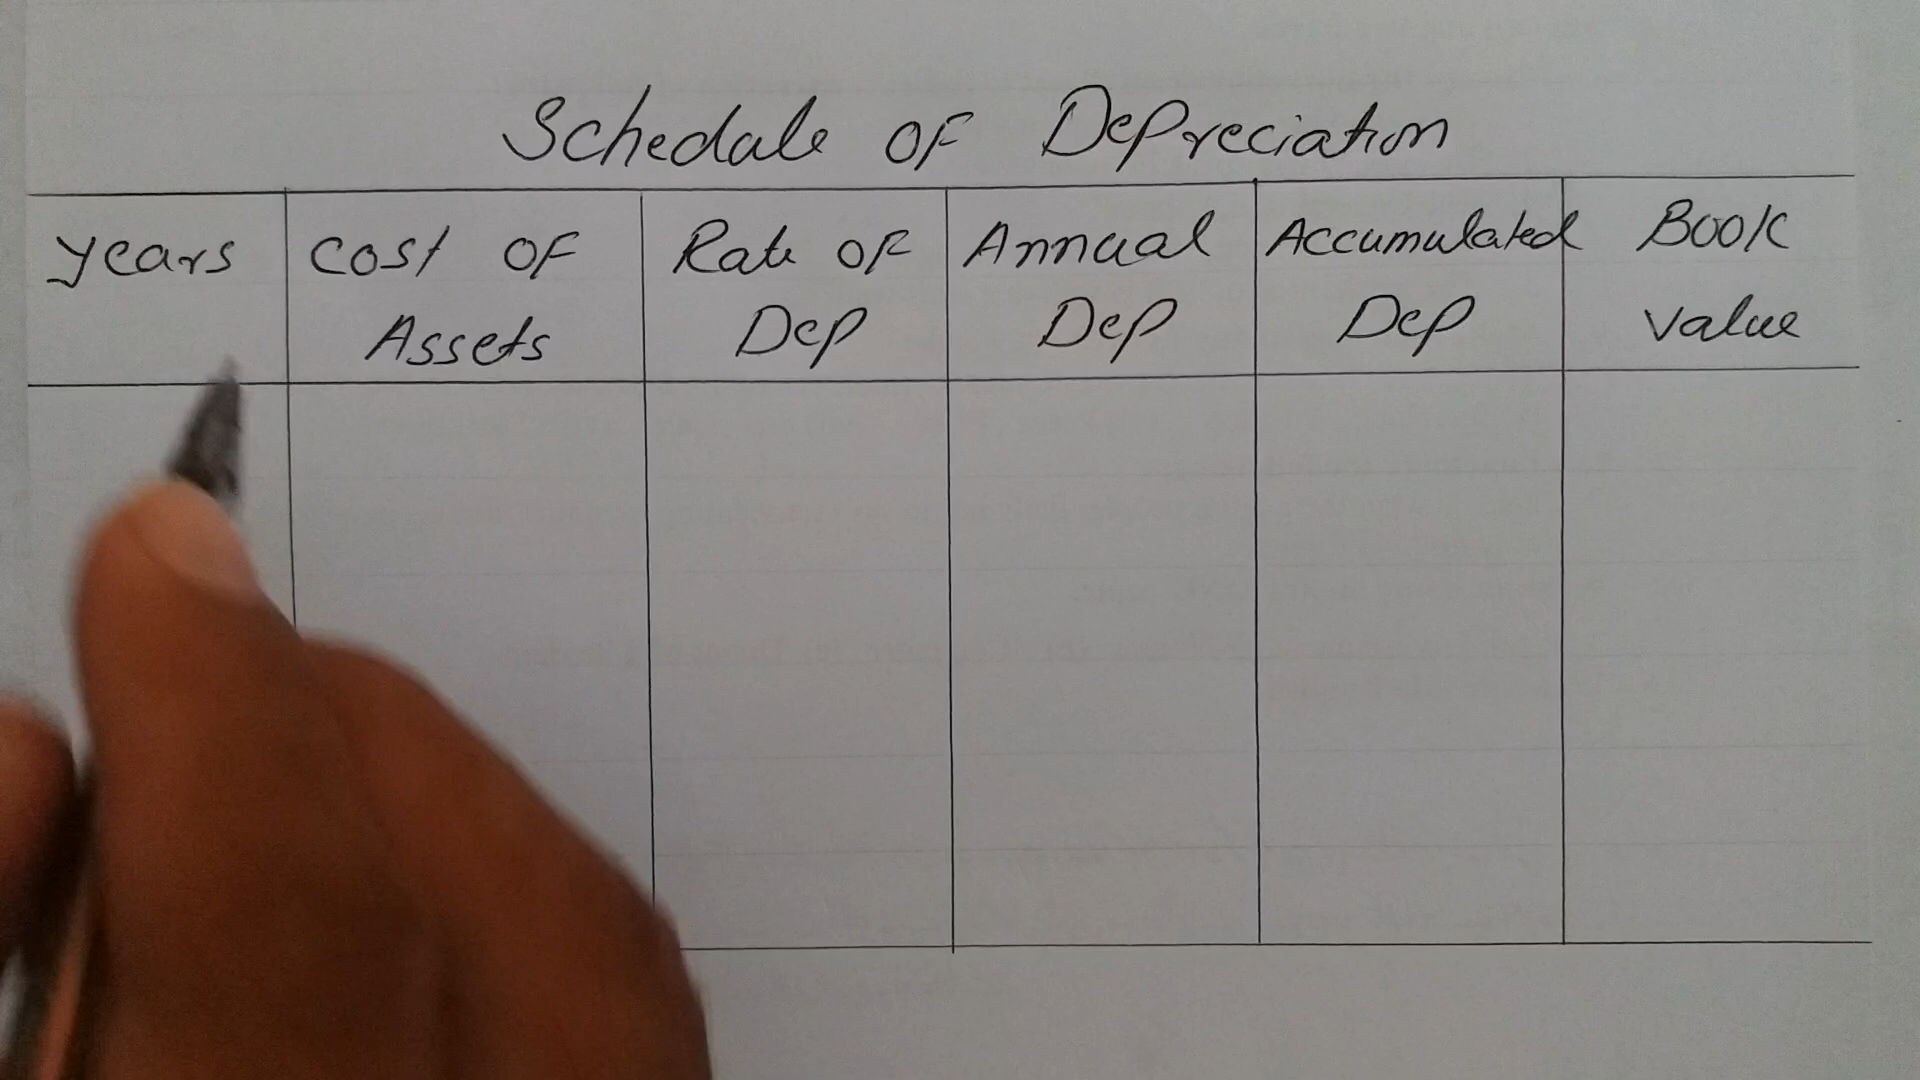 Schedule OF Depreciation
years
Cost OF
Assets
Rate OF
Dep
Annual
Dep
Accumulated
Dep
Book
value